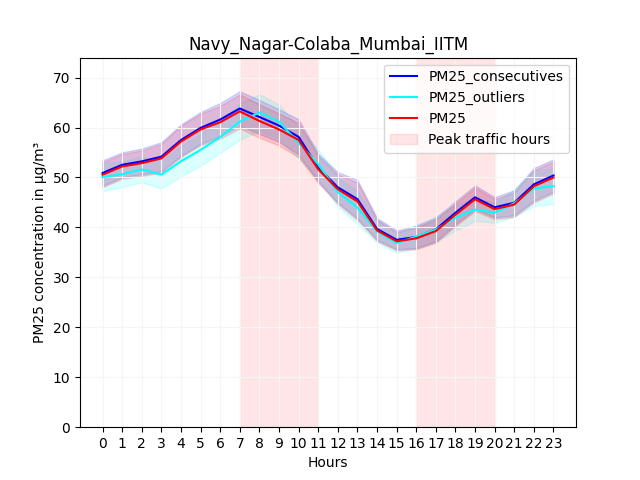 Navy_Nagar-Colaba_Mumbai_IITM
PM25_consecutives
PM25_outliers
PM25
Peak traffic hours
PM25 concentration in µg/m³
70
60
50
40
30
20
10
0
0 1 2 3 4 5 6 7 8 9 10 11 12 13 14 15 16 17 18 19 20 21 22 23
Hours